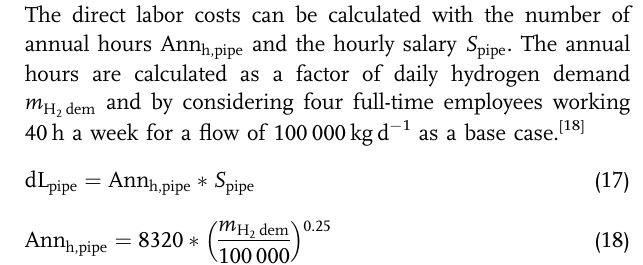 The direct labor costs can be calculated with the number of
annual hours Ann_h,pipe and the hourly salary S_pipe. The annual
hours are calculated as a factor of daily hydrogen demand
m_H₂ dem and by considering four full-time employees working
40 h a week for a flow of 100 000 kg d⁻¹ as a base case.[18]
dL_pipe = Ann_h,pipe ∗ S_pipe (17)
Ann_h,pipe = 8320 ∗ (m_H₂ dem / 100 000)^0.25 (18)